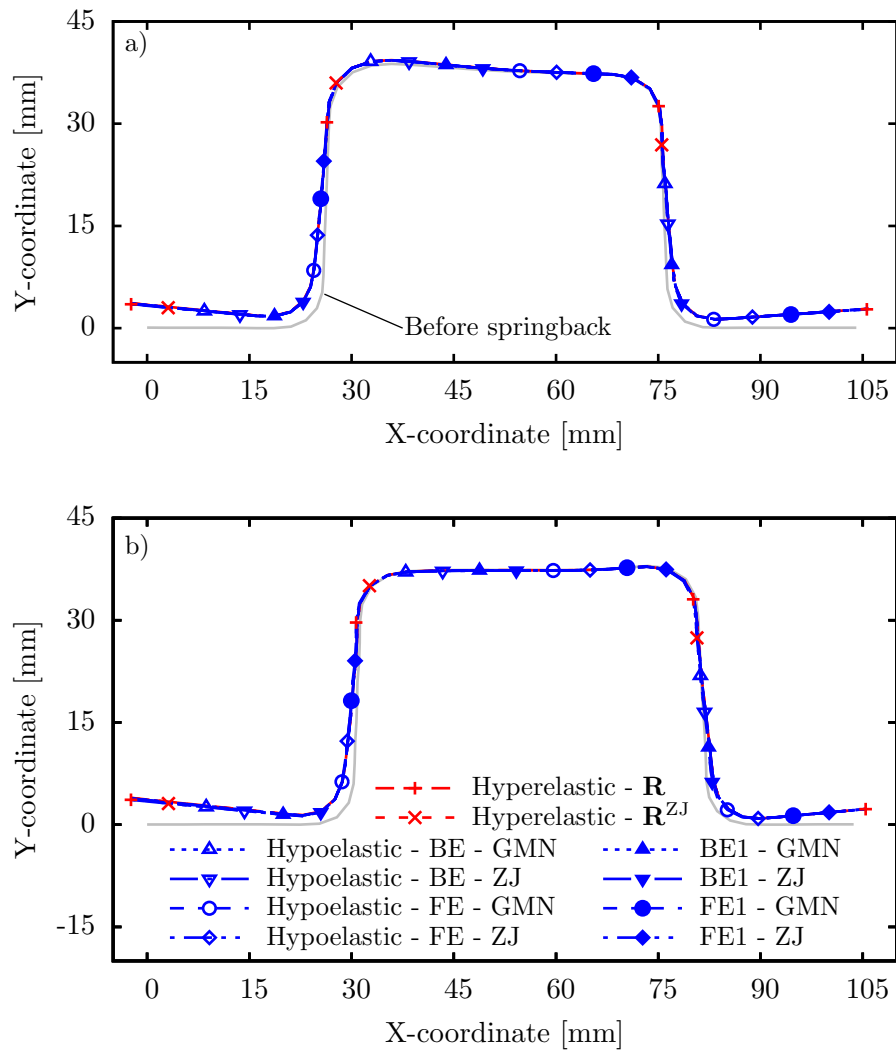 45
a)
30
15
0
Y-coordinate [mm]
Before springback
0 15 30 45 60 75 90 105
X-coordinate [mm]
45
b)
30
15
0
-15
Y-coordinate [mm]
Hyperelastic - R
Hyperelastic - R^ZJ
Hypoelastic - BE - GMN BE1 - GMN
Hypoelastic - BE - ZJ BE1 - ZJ
Hypoelastic - FE - GMN FE1 - GMN
Hypoelastic - FE - ZJ FE1 - ZJ
0 15 30 45 60 75 90 105
X-coordinate [mm]